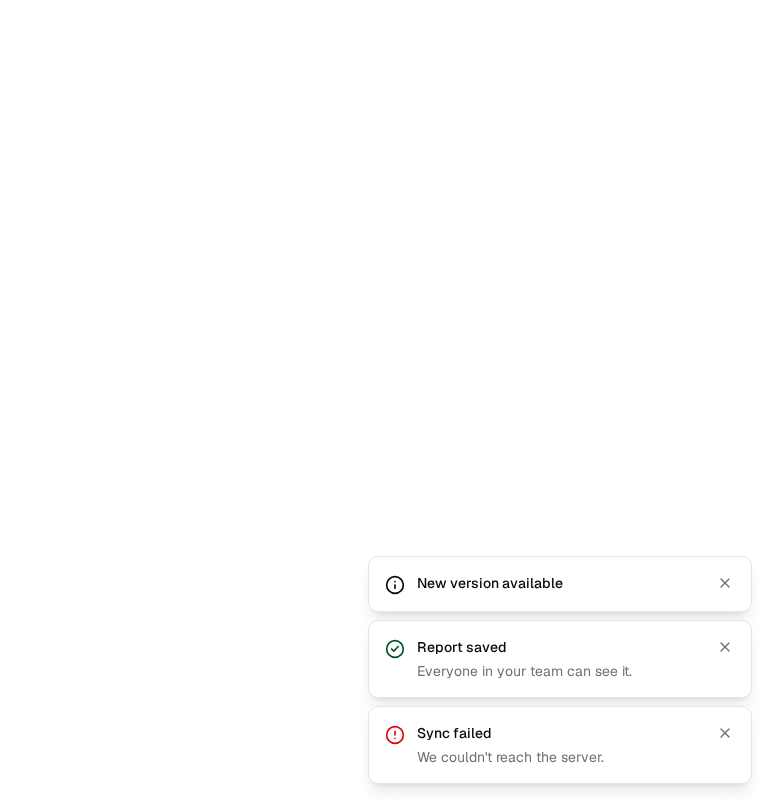 New version available
Report saved
Everyone in your team can see it.
Sync failed
We couldn't reach the server.